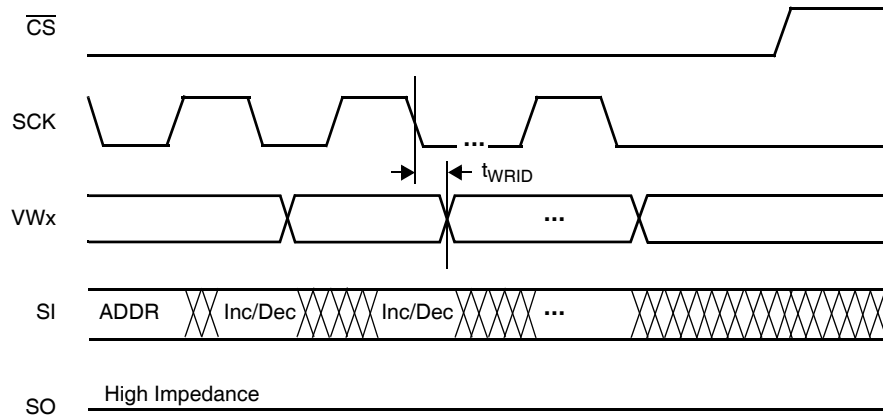 CS
SCK
...
tWRID
VWx
...
SI
ADDR
Inc/Dec
Inc/Dec
...
SO
High Impedance